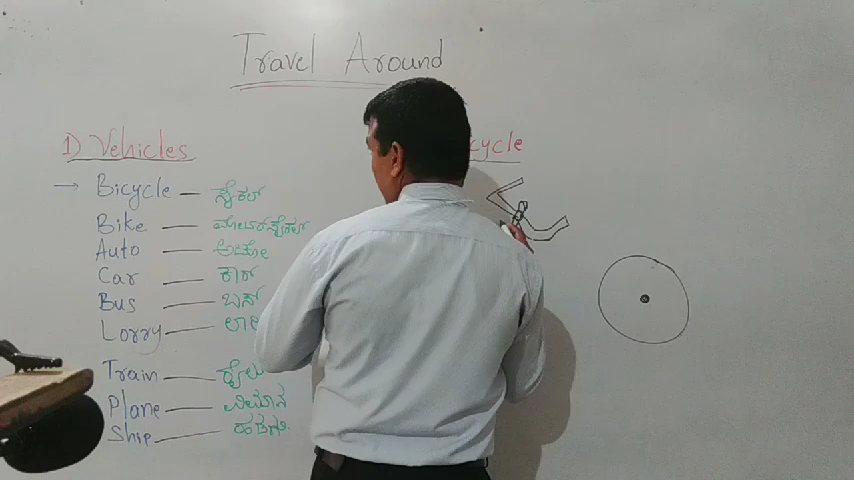 Travel Around
1) Vehicles
cycle
→ Bicycle — ಸೈಕಲ್
Bike — ಮೋಟಾರ್ ಸೈಕಲ್
Auto — ಆಟೋ
Car — ಕಾರ್
Bus — ಬಸ್
Lorry — ಲಾರಿ
Train — ರೈಲು
Plane — ವಿಮಾನ
Ship — ಹಡಗು